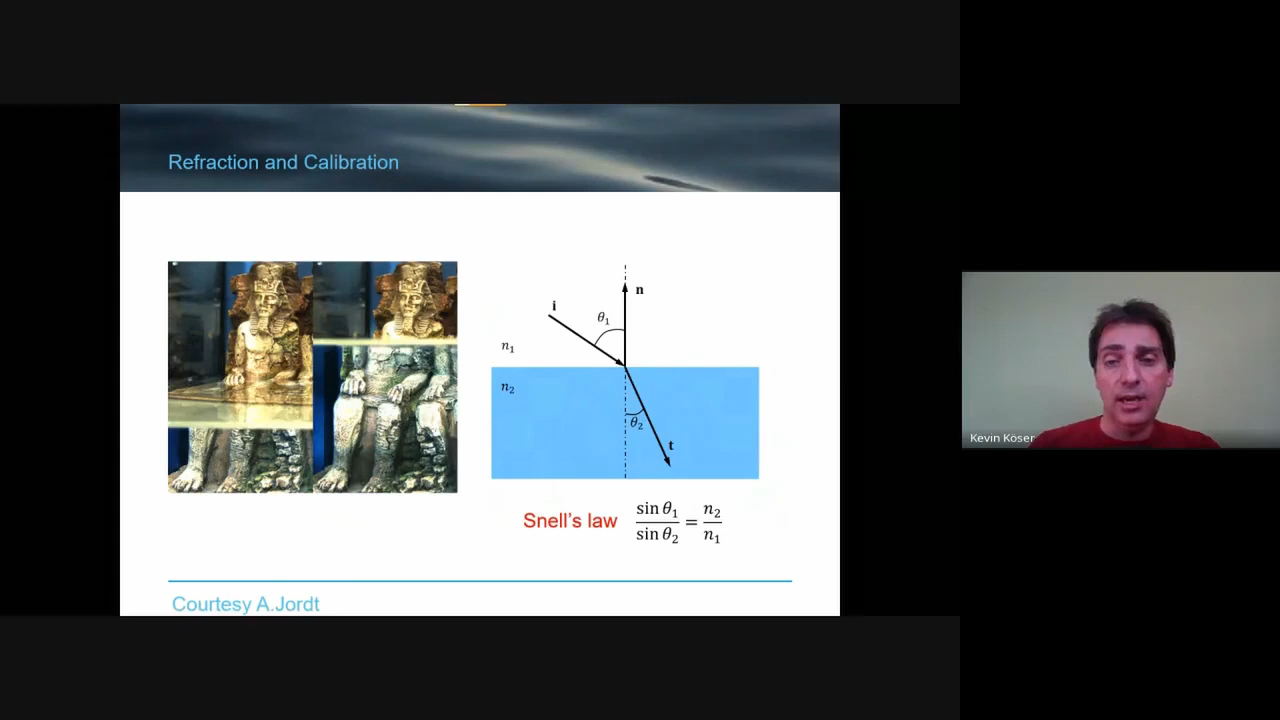 Refraction and Calibration
n
i
θ₁
n₁
n₂
θ₂
t
Snell's law sin θ₁ / sin θ₂ = n₂ / n₁
Kevin Köser
Courtesy A.Jordt